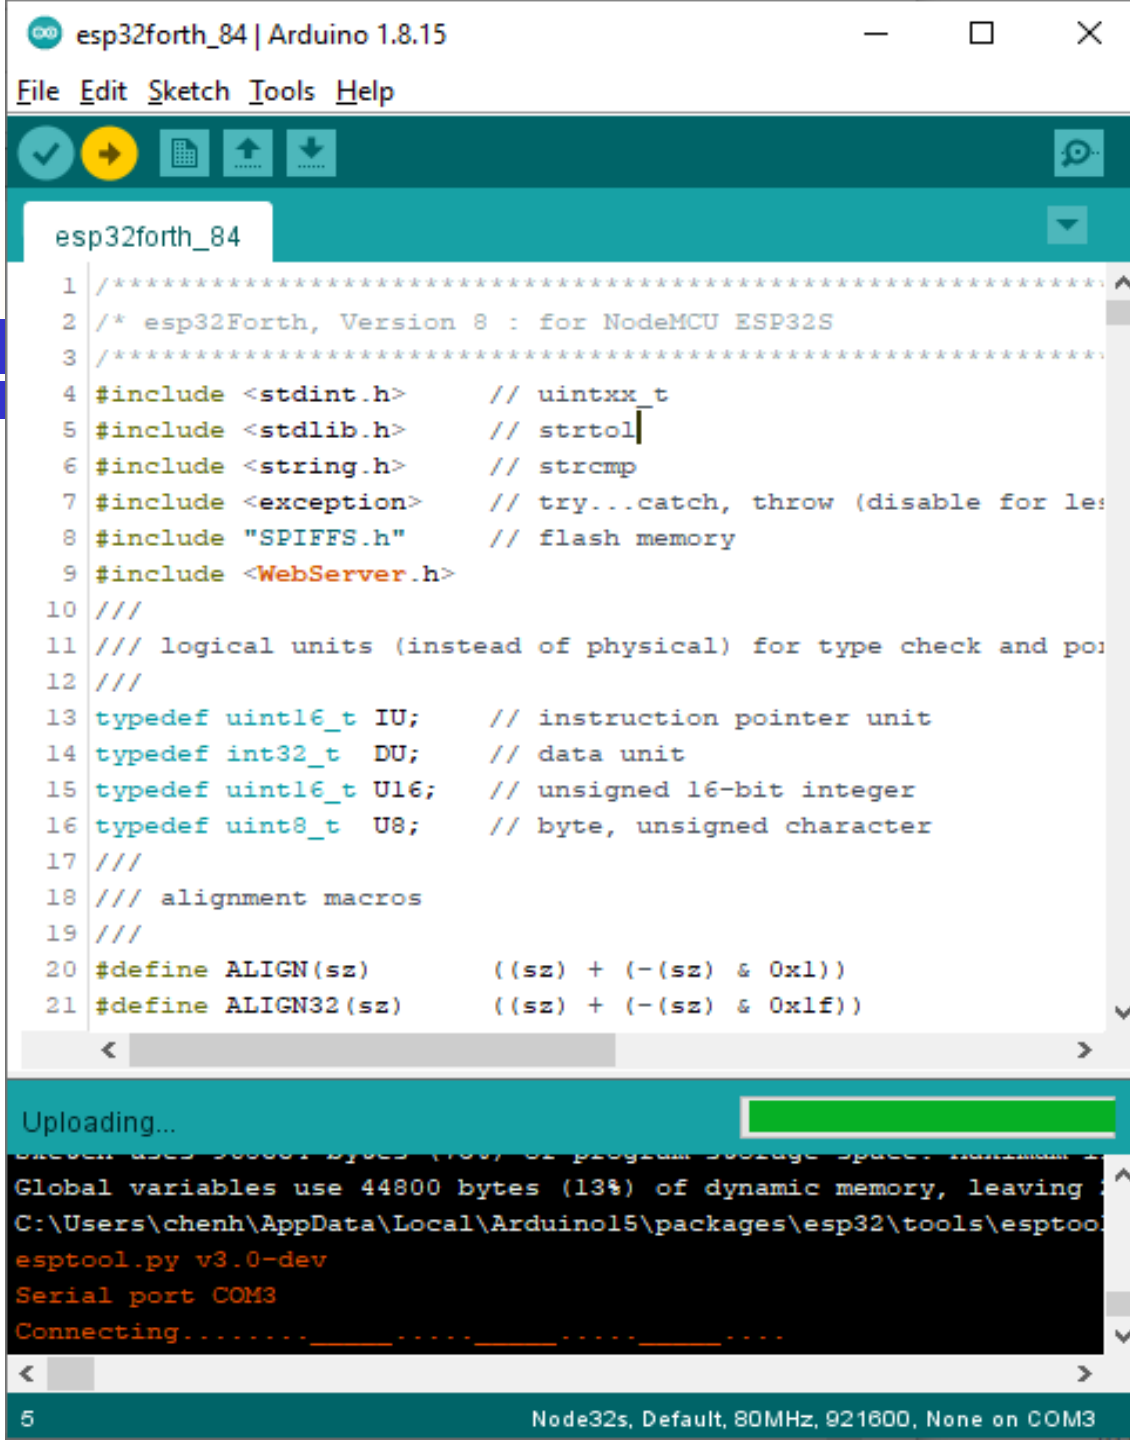 esp32forth_84 | Arduino 1.8.15
File Edit Sketch Tools Help
esp32forth_84
1 /*************************************************************
2 /* esp32Forth, Version 8 : for NodeMCU ESP32S
3 /*************************************************************
4 #include <stdint.h>     // uintxx_t
5 #include <stdlib.h>     // strtol
6 #include <string.h>     // strcmp
7 #include <exception>    // try...catch, throw (disable for
8 #include "SPIFFS.h"     // flash memory
9 #include <WebServer.h>
10 ///
11 /// logical units (instead of physical) for type check and
12 ///
13 typedef uint16_t IU;    // instruction pointer unit
14 typedef int32_t  DU;    // data unit
15 typedef uint16_t U16;   // unsigned 16-bit integer
16 typedef uint8_t  U8;    // byte, unsigned character
17 ///
18 /// alignment macros
19 ///
20 #define ALIGN(sz)       ((sz) + (-(sz) & 0x1))
21 #define ALIGN32(sz)     ((sz) + (-(sz) & 0x1f))
Uploading...
Global variables use 44800 bytes (13%) of dynamic memory, leaving
C:\Users\chenh\AppData\Local\Arduino15\packages\esp32\tools\esptool
esptool.py v3.0-dev
Serial port COM3
Connecting........_____....._____....._____....
5 Node32s, Default, 80MHz, 921600, None on COM3